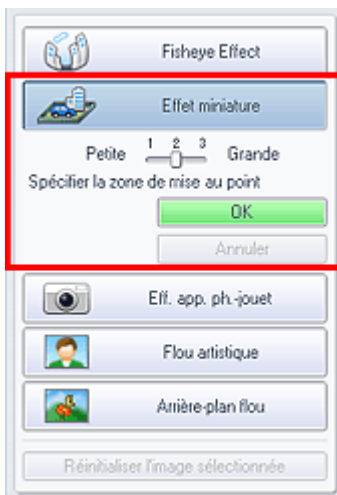 Fisheye Effect
Effet miniature
1 2 3
Petite Grande
Spécifier la zone de mise au point
OK
Annuler
Eff. app. ph.-jouet
Flou artistique
Arrière-plan flou
Réinitialiser l'image sélectionnée